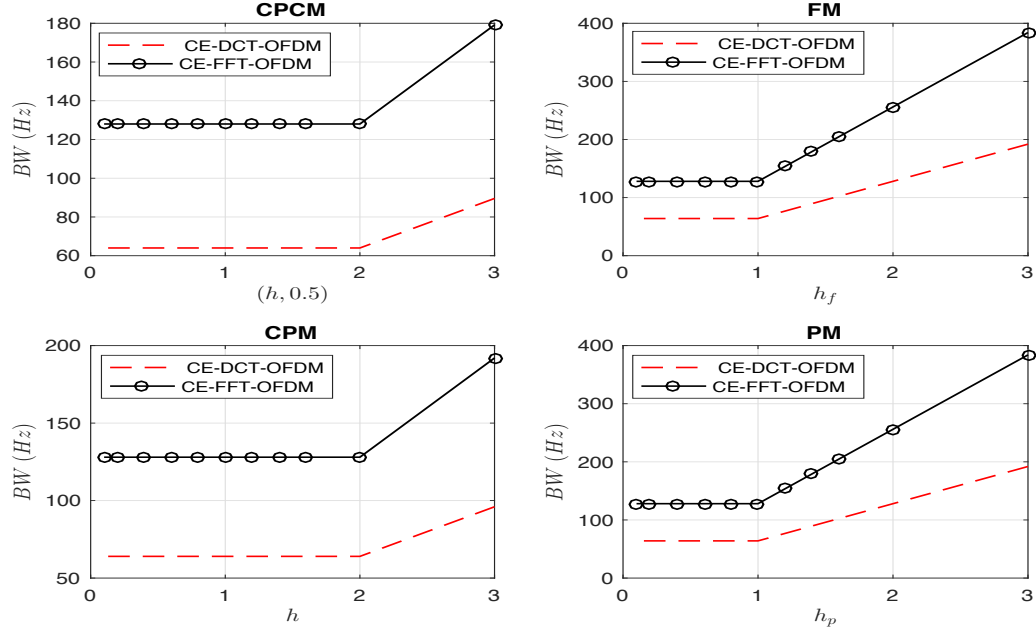 CPCM
180
160
140
120
100
80
60
BW (Hz)
CE-DCT-OFDM
CE-FFT-OFDM
0
1
2
3
(h, 0.5)
FM
400
300
200
100
0
BW (Hz)
CE-DCT-OFDM
CE-FFT-OFDM
0
1
2
3
h_f
CPM
200
150
100
50
BW (Hz)
CE-DCT-OFDM
CE-FFT-OFDM
0
1
2
3
h
PM
400
300
200
100
0
BW (Hz)
CE-DCT-OFDM
CE-FFT-OFDM
0
1
2
3
h_p